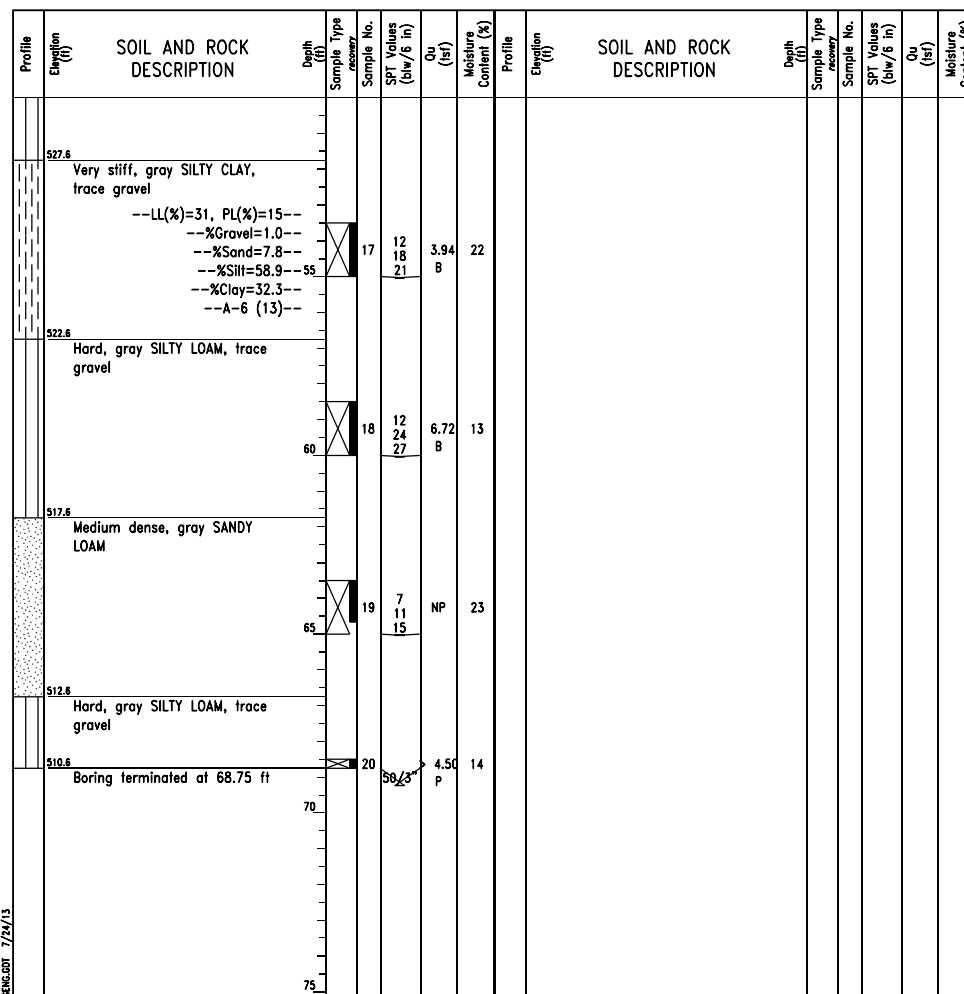 Profile
Elevation (ft)
SOIL AND ROCK
DESCRIPTION
Depth (ft)
Sample Type
recovery
Sample No.
SPT Values (blw/6 in)
Qu (tsf)
Moisture Content (%)
Profile
Elevation (ft)
SOIL AND ROCK
DESCRIPTION
Depth (ft)
Sample Type
recovery
Sample No.
SPT Values (blw/6 in)
Qu (tsf)
Moisture
527.6
Very stiff, gray SILTY CLAY,
trace gravel
--LL(%)=31, PL(%)=15--
--%Gravel=1.0--
--%Sand=7.8--
--%Silt=58.9--55
--%Clay=32.3--
--A-6 (13)--
17
12
18
21
3.94
B
22
522.6
Hard, gray SILTY LOAM, trace
gravel
60
18
12
24
27
6.72
B
13
517.6
Medium dense, gray SANDY
LOAM
65
19
7
11
15
NP
23
512.6
Hard, gray SILTY LOAM, trace
gravel
510.6
20
50/3"
4.50
P
14
Boring terminated at 68.75 ft
70
75
7/24/13